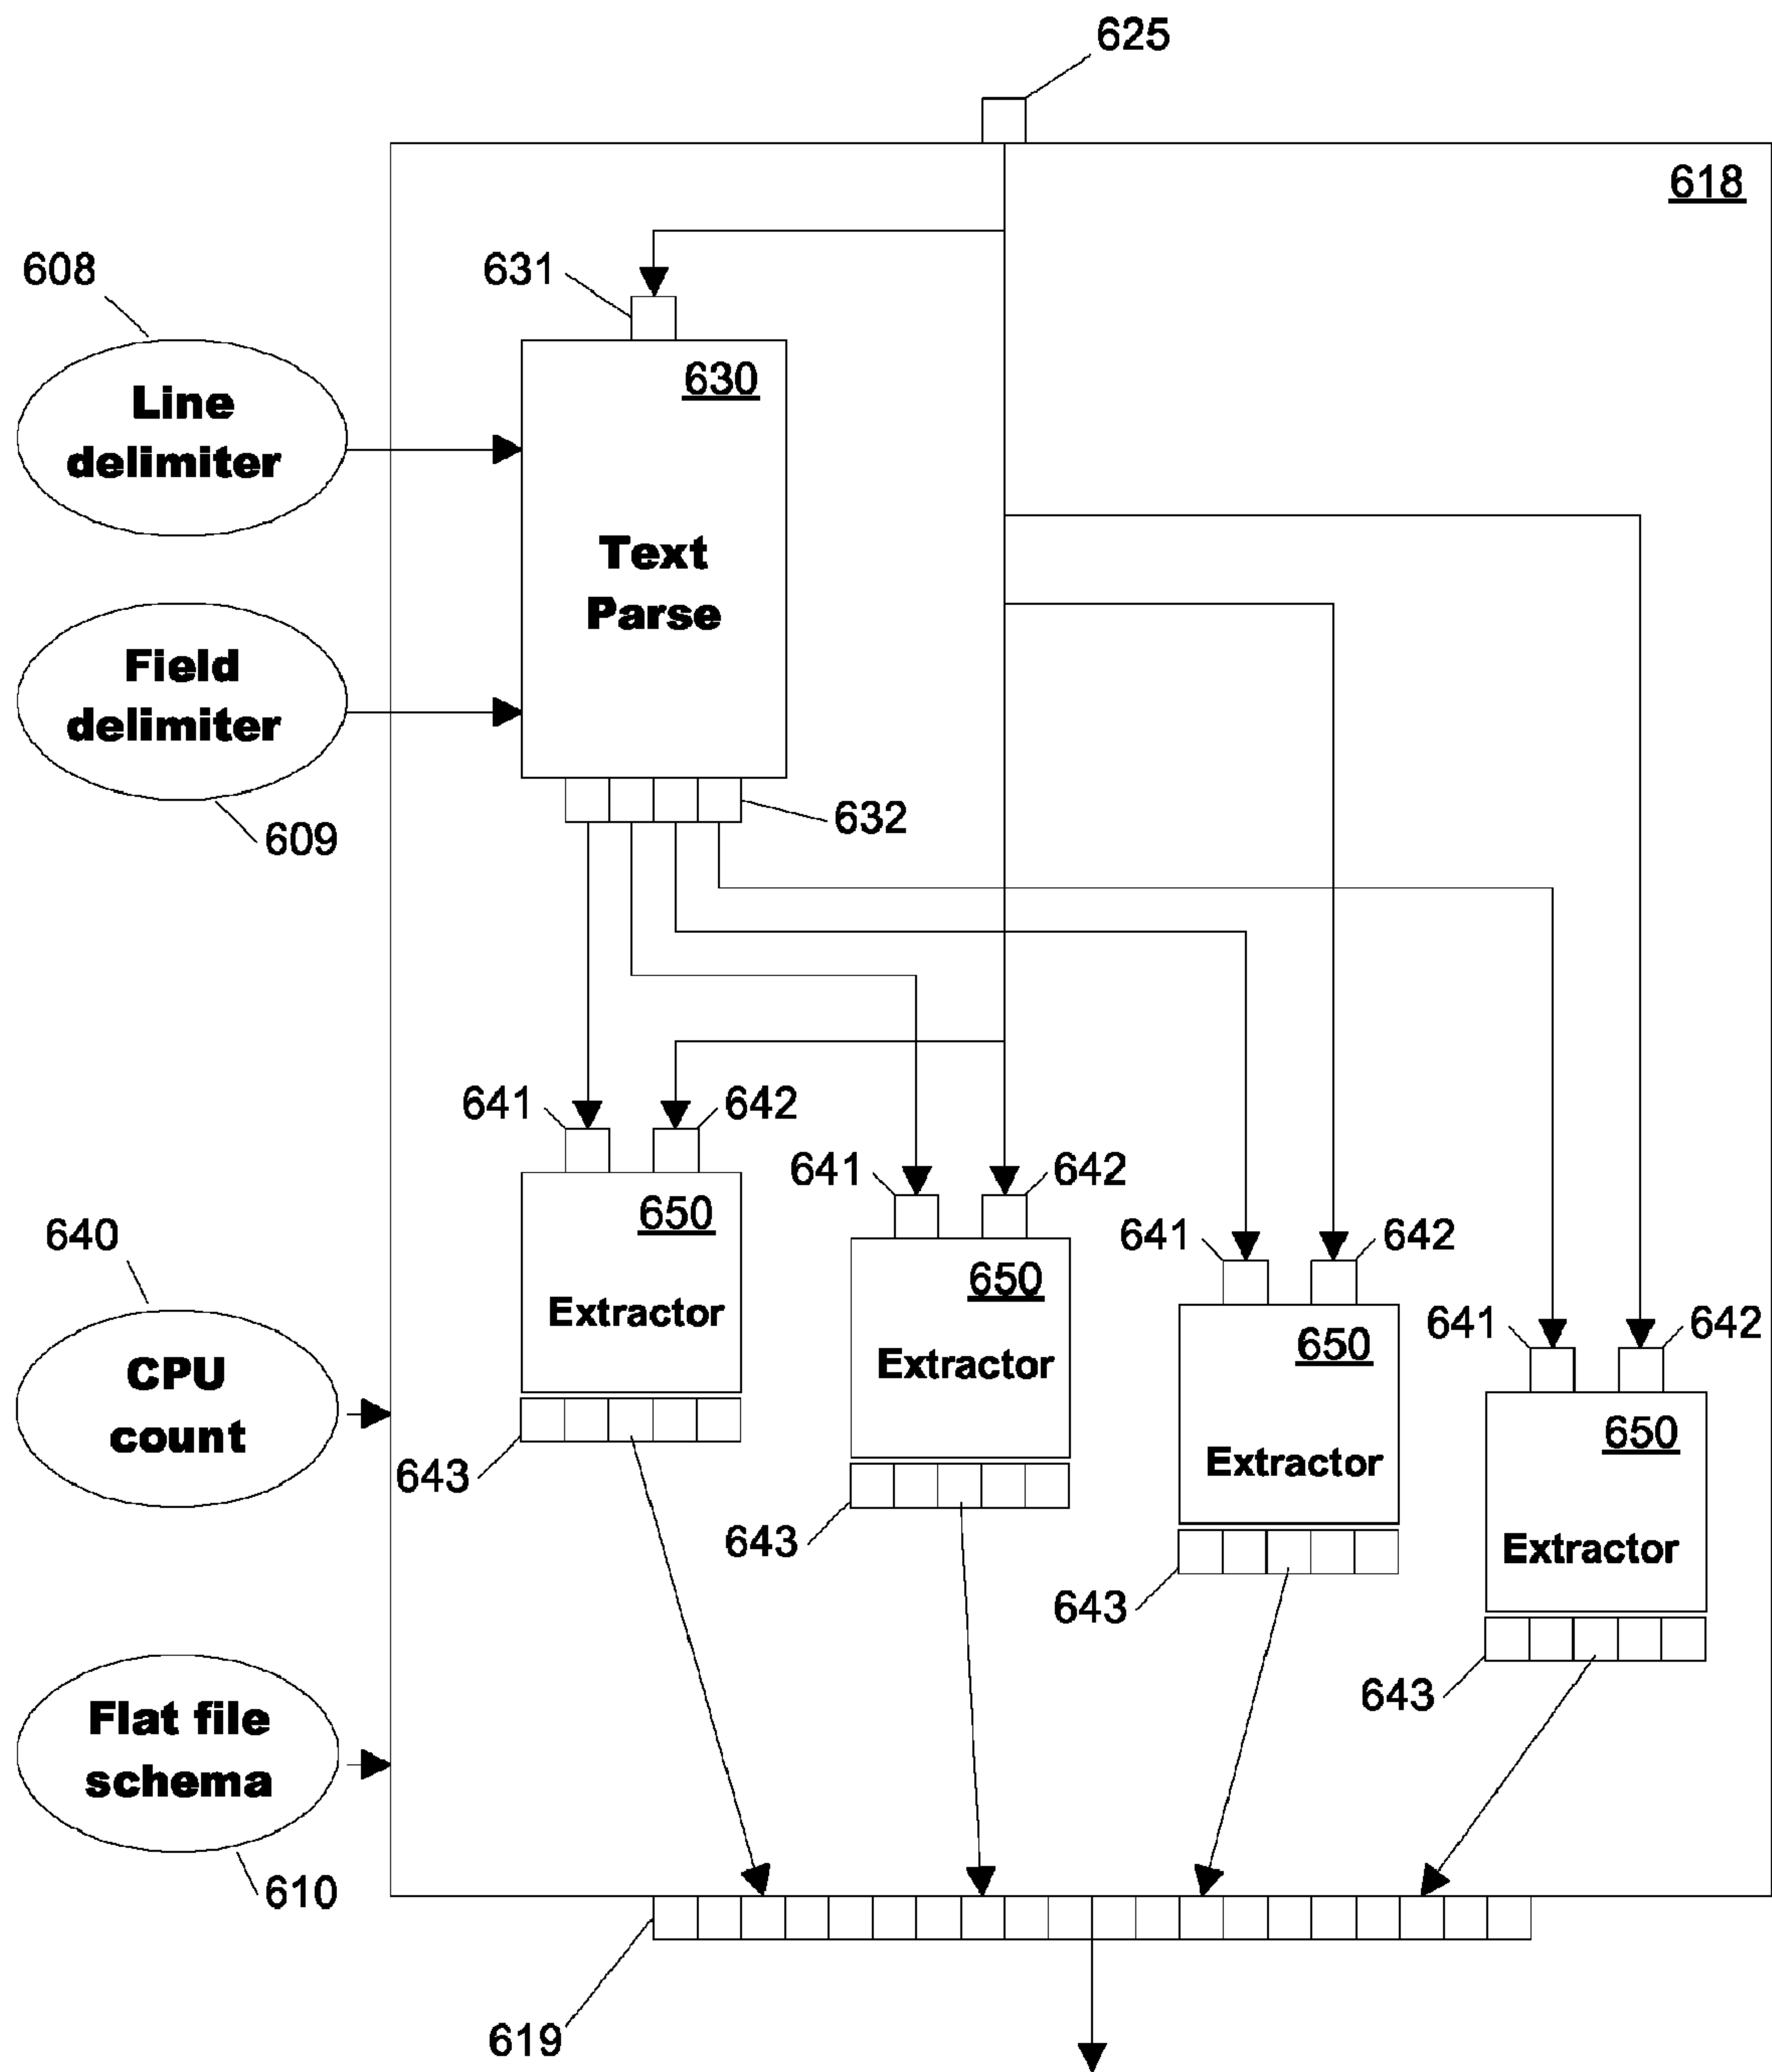 625
618
608
631
630
Line
delimiter
Text
Parse
Field
delimiter
632
609
641
642
650
Extractor
641
642
650
Extractor
641
642
650
Extractor
641
642
650
Extractor
640
CPU
count
643
643
643
643
Flat file
schema
610
619